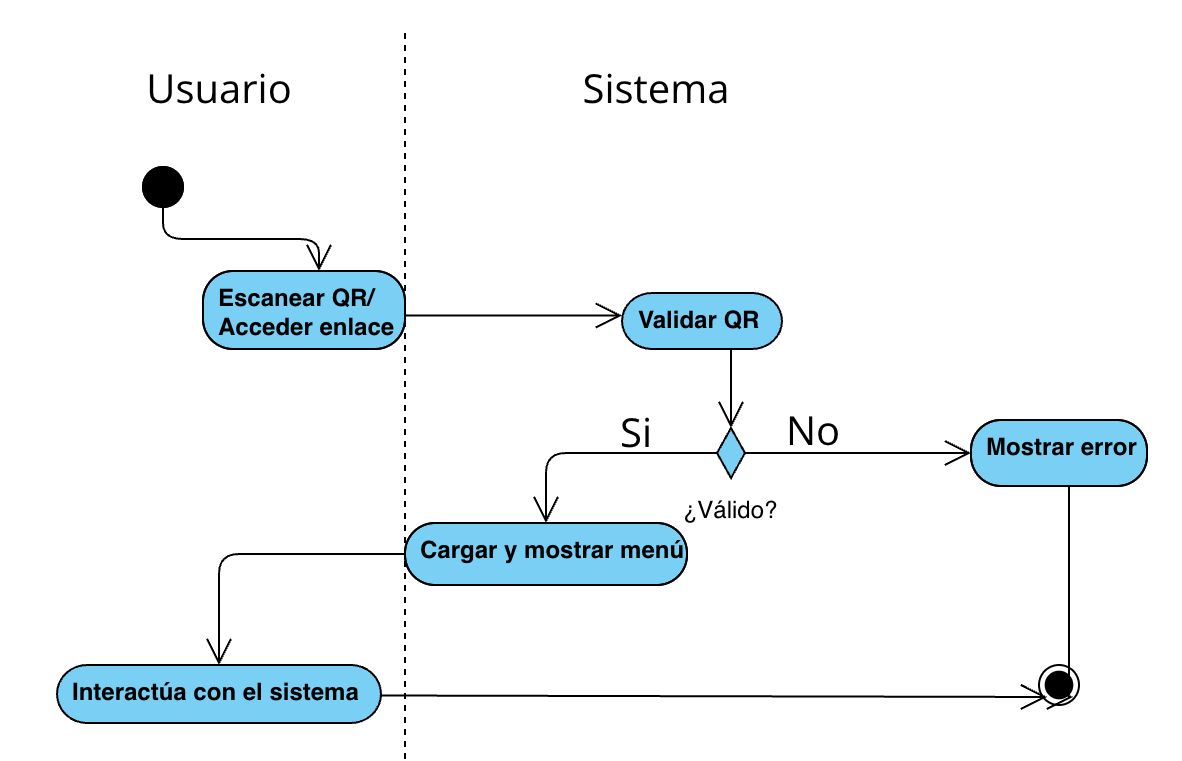 Usuario
Sistema
Escanear QR/
Acceder enlace
Validar QR
Si
No
Mostrar error
¿Válido?
Cargar y mostrar menú
Interactúa con el sistema